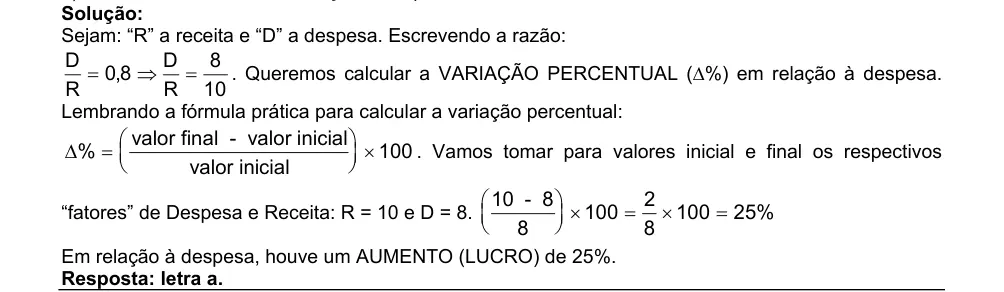 Solução:
Sejam: “R” a receita e “D” a despesa. Escrevendo a razão:
D/R = 0,8 ⇒ D/R = 8/10 . Queremos calcular a VARIAÇÃO PERCENTUAL (∆%) em relação à despesa.
Lembrando a fórmula prática para calcular a variação percentual:
∆% = (valor final - valor inicial / valor inicial) × 100 . Vamos tomar para valores inicial e final os respectivos
“fatores” de Despesa e Receita: R = 10 e D = 8. (10 - 8 / 8) × 100 = 2/8 × 100 = 25%
Em relação à despesa, houve um AUMENTO (LUCRO) de 25%.
Resposta: letra a.